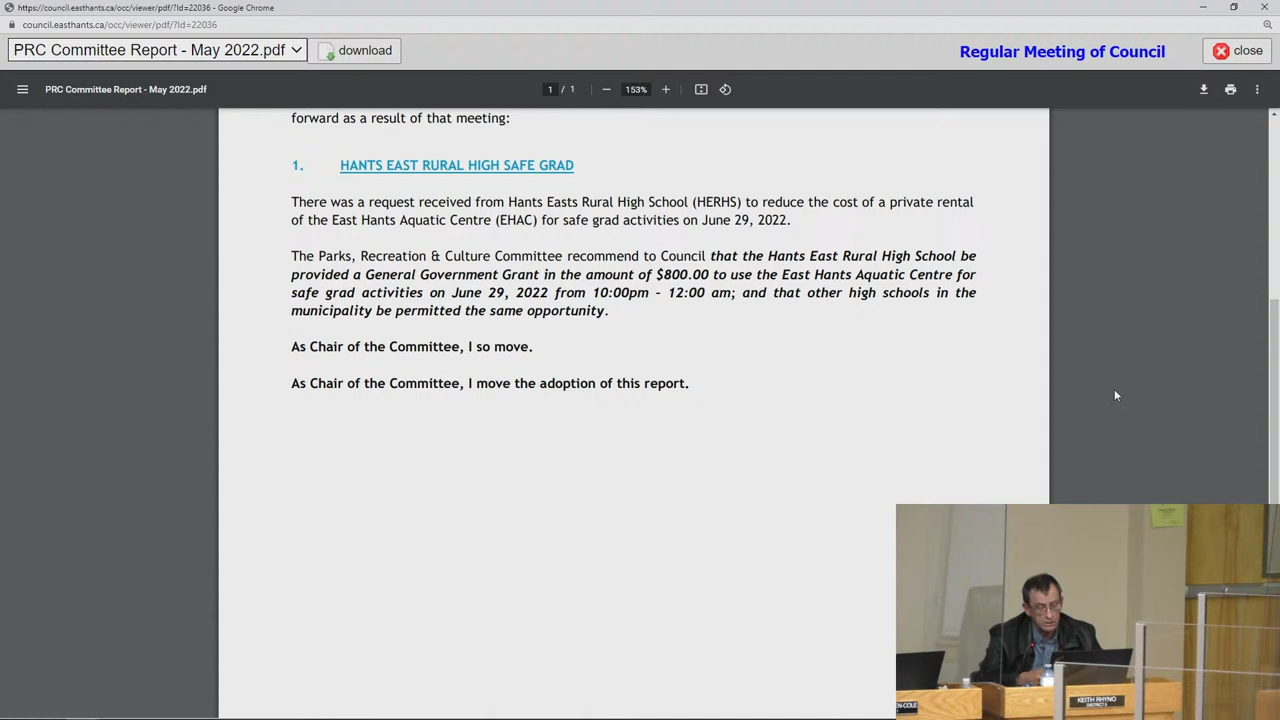 https://council.easthants.ca/occ/viewer/pdf/?Id=22036 - Google Chrome
council.easthants.ca/occ/viewer/pdf/?Id=22036
PRC Committee Report - May 2022.pdf
download
Regular Meeting of Council
close
PRC Committee Report - May 2022.pdf
1 / 1
153%
forward as a result of that meeting:
1. HANTS EAST RURAL HIGH SAFE GRAD
There was a request received from Hants Easts Rural High School (HERHS) to reduce the cost of a private rental
of the East Hants Aquatic Centre (EHAC) for safe grad activities on June 29, 2022.
The Parks, Recreation & Culture Committee recommend to Council that the Hants East Rural High School be
provided a General Government Grant in the amount of $800.00 to use the East Hants Aquatic Centre for
safe grad activities on June 29, 2022 from 10:00pm – 12:00 am; and that other high schools in the
municipality be permitted the same opportunity.
As Chair of the Committee, I so move.
As Chair of the Committee, I move the adoption of this report.
EN-COLE
KEITH RHYNO